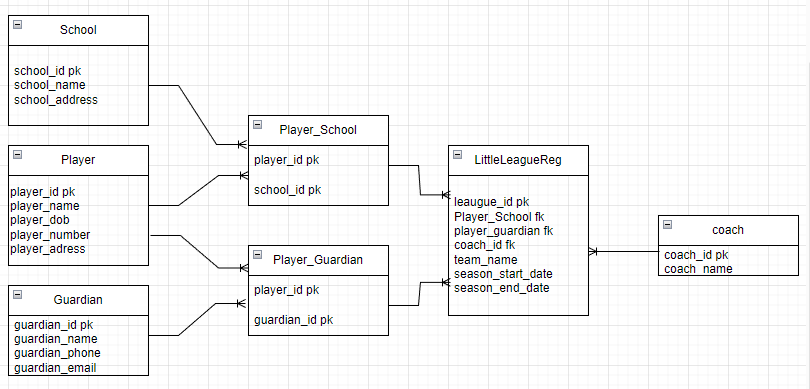 School
school_id pk
school_name
school_address
Player
player_id pk
player_name
player_dob
player_number
player_adress
Guardian
guardian_id pk
guardian_name
guardian_phone
guardian_email
Player_School
player_id pk
school_id pk
Player_Guardian
player_id pk
guardian_id pk
LittleLeagueReg
leaugue_id pk
Player_School fk
player_guardian fk
coach_id fk
team_name
season_start_date
season_end_date
coach
coach_id pk
coach_name